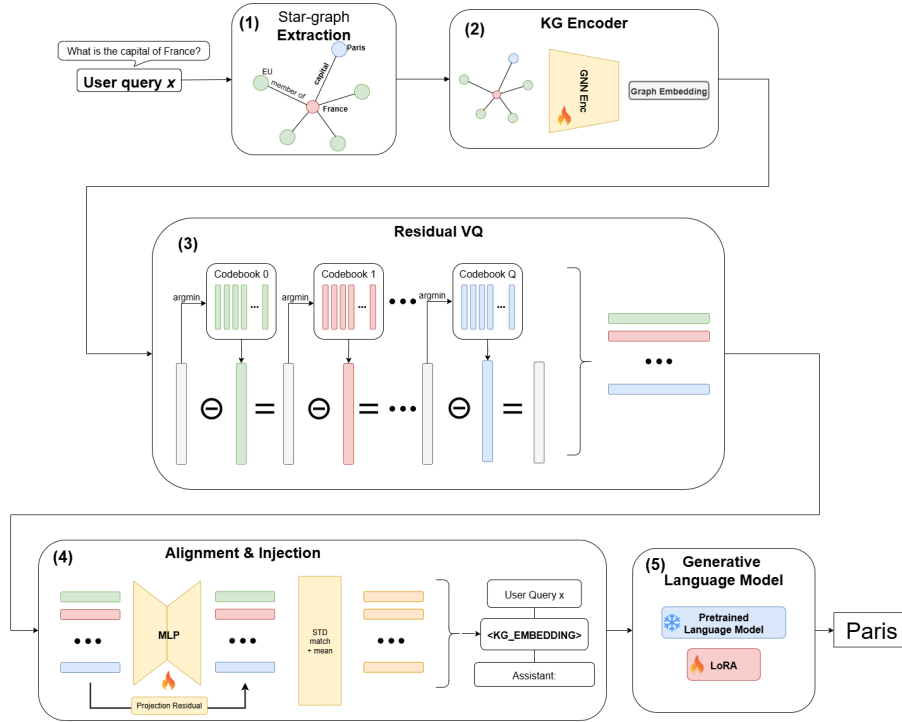 What is the capital of France?
User query x
(1)
Star-graph
Extraction
Paris
EU
member of
capital
France
(2)
KG Encoder
GNN Enc
Graph Embedding
(3)
Residual VQ
Codebook 0
Codebook 1
Codebook Q
argmin
argmin
argmin
...
...
...
(4)
Alignment & Injection
MLP
Projection Residual
STD
match
+ mean
User Query x
<KG_EMBEDDING>
Assistant:
(5)
Generative
Language Model
Pretrained
Language Model
LoRA
Paris